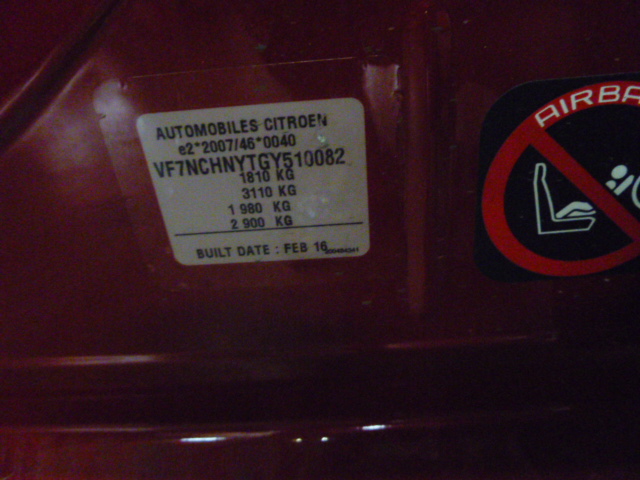 AUTOMOBILES CITROEN
e2*2007/46*0040
VF7NCHNYTGY510082
1810 KG
3110 KG
1 980 KG
2 900 KG
BUILT DATE : FEB 16
AIRBA